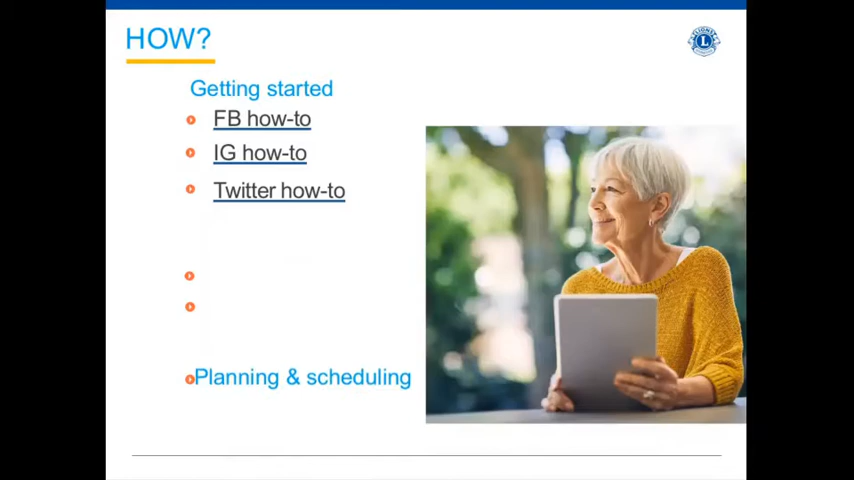 HOW?
L
Getting started
FB how-to
IG how-to
Twitter how-to
Planning & scheduling